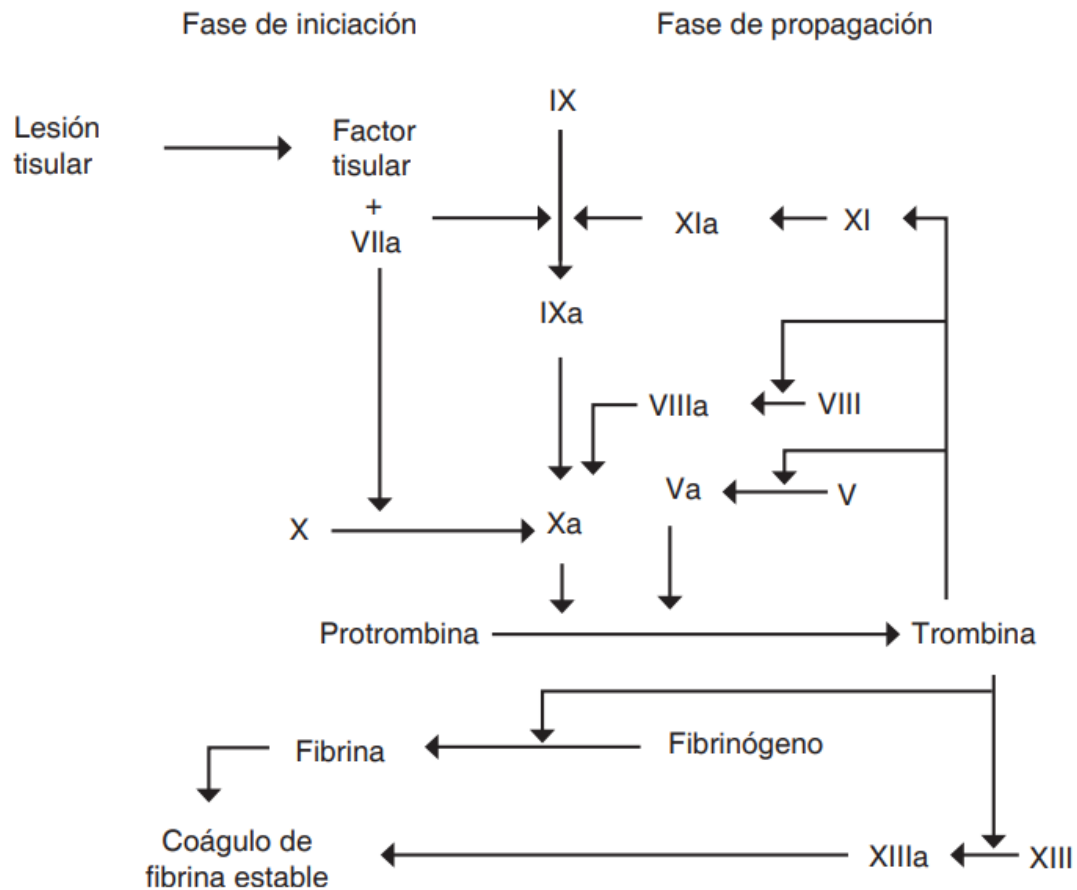 Fase de iniciación
Fase de propagación
IX
Lesión
tisular
Factor
tisular
+
VIIa
XIa
XI
IXa
VIIIa
VIII
Va
V
X
Xa
Protrombina
Trombina
Fibrina
Fibrinógeno
Coágulo de
fibrina estable
XIIIa
XIII